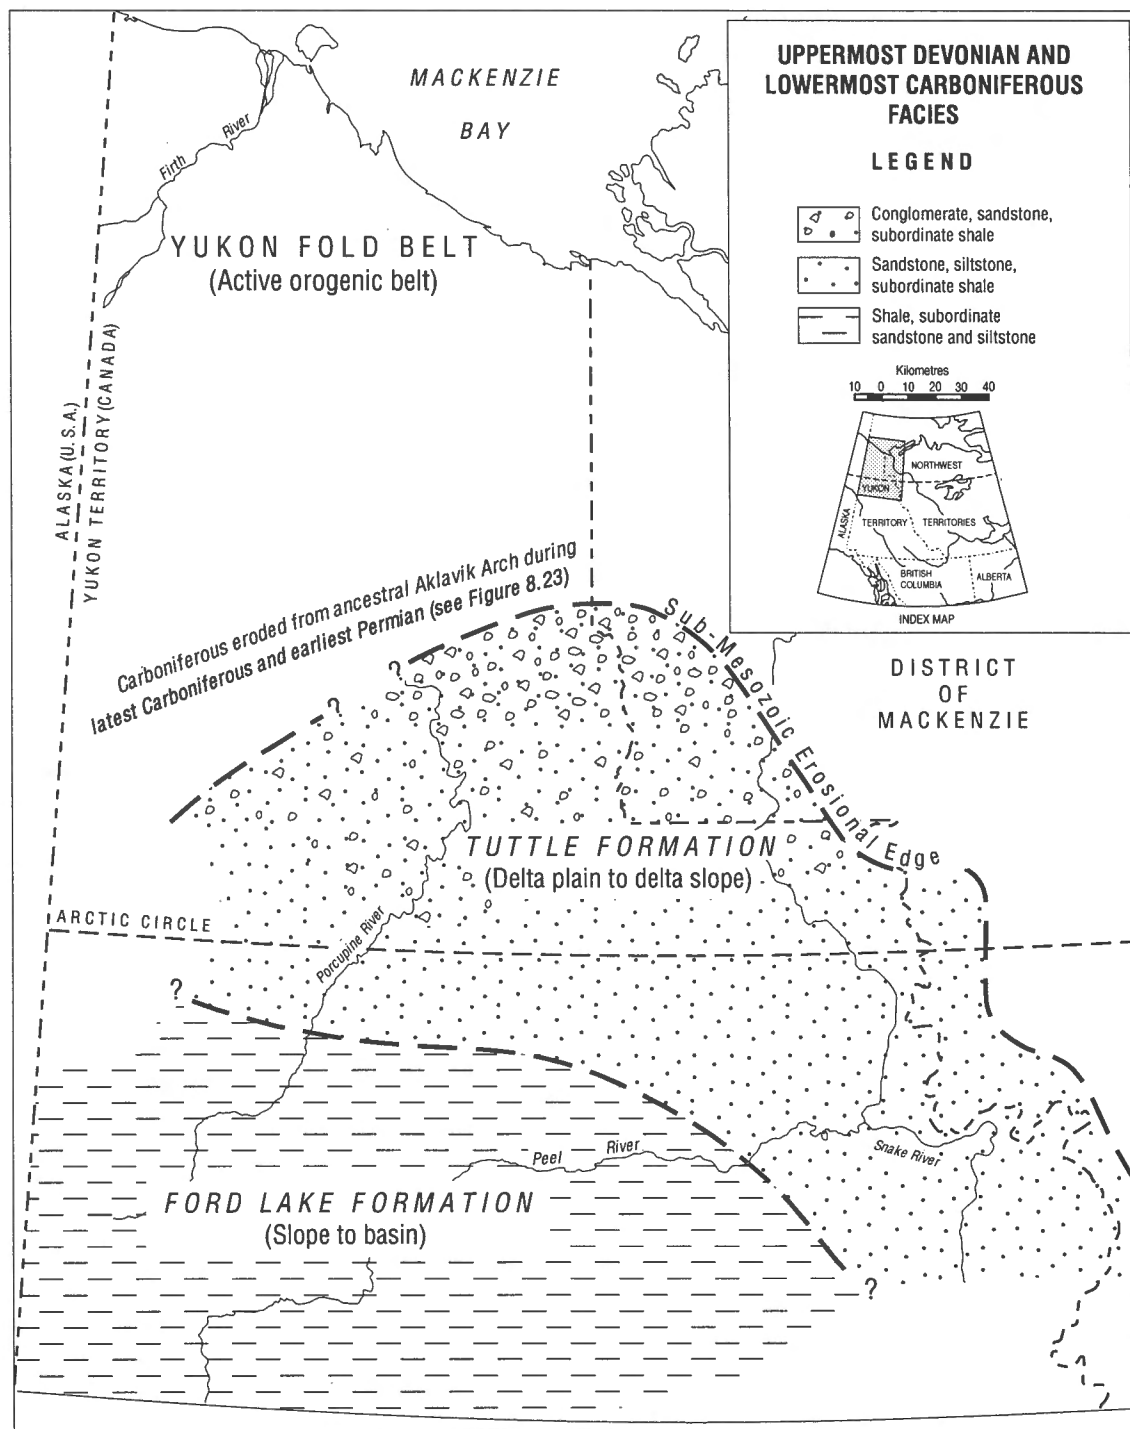 MACKENZIE
BAY
Firth River
YUKON FOLD BELT
(Active orogenic belt)
ALASKA (U.S.A.)
YUKON TERRITORY (CANADA)
UPPERMOST DEVONIAN AND
LOWERMOST CARBONIFEROUS
FACIES
LEGEND
Conglomerate, sandstone,
subordinate shale
Sandstone, siltstone,
subordinate shale
Shale, subordinate
sandstone and siltstone
Kilometres
10 0 10 20 30 40
NORTHWEST
YUKON
ALASKA
TERRITORY TERRITORIES
BRITISH
COLUMBIA
ALBERTA
INDEX MAP
Carboniferous eroded from ancestral Aklavik Arch during
latest Carboniferous and earliest Permian (see Figure 8.23)
?
?
Sub-Mesozoic Erosional Edge
DISTRICT
OF
MACKENZIE
TUTTLE FORMATION
(Delta plain to delta slope)
ARCTIC CIRCLE
Porcupine River
?
Peel River
Snake River
FORD LAKE FORMATION
(Slope to basin)
?